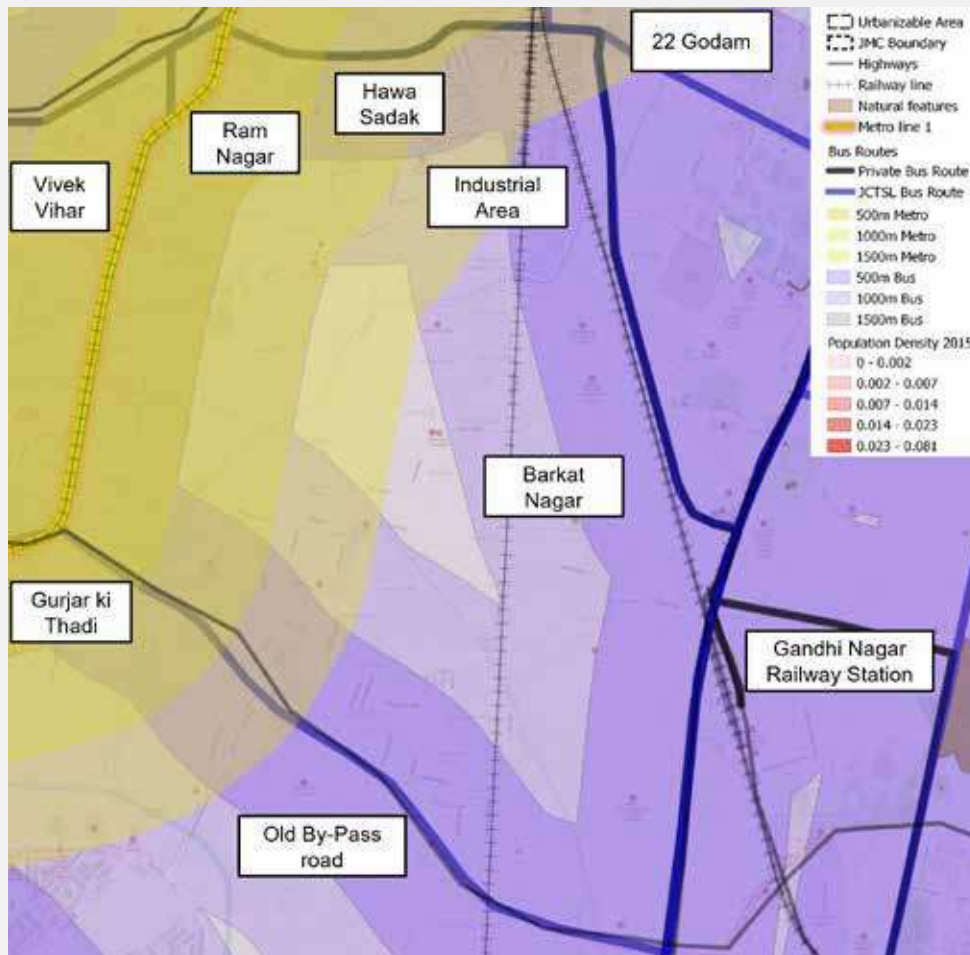 22 Godam
Hawa
Sadak
Ram
Nagar
Vivek
Vihar
Industrial
Area
Barkat
Nagar
Gurjar ki
Thadi
Gandhi Nagar
Railway Station
Old By-Pass
road
Urbanizable Area
JMC Boundary
Highways
Railway line
Natural features
Metro line 1
Bus Routes
Private Bus Route
JCTSL Bus Route
500m Metro
1000m Metro
1500m Metro
500m Bus
1000m Bus
1500m Bus
Population Density 2015
0 - 0.002
0.002 - 0.007
0.007 - 0.014
0.014 - 0.023
0.023 - 0.081